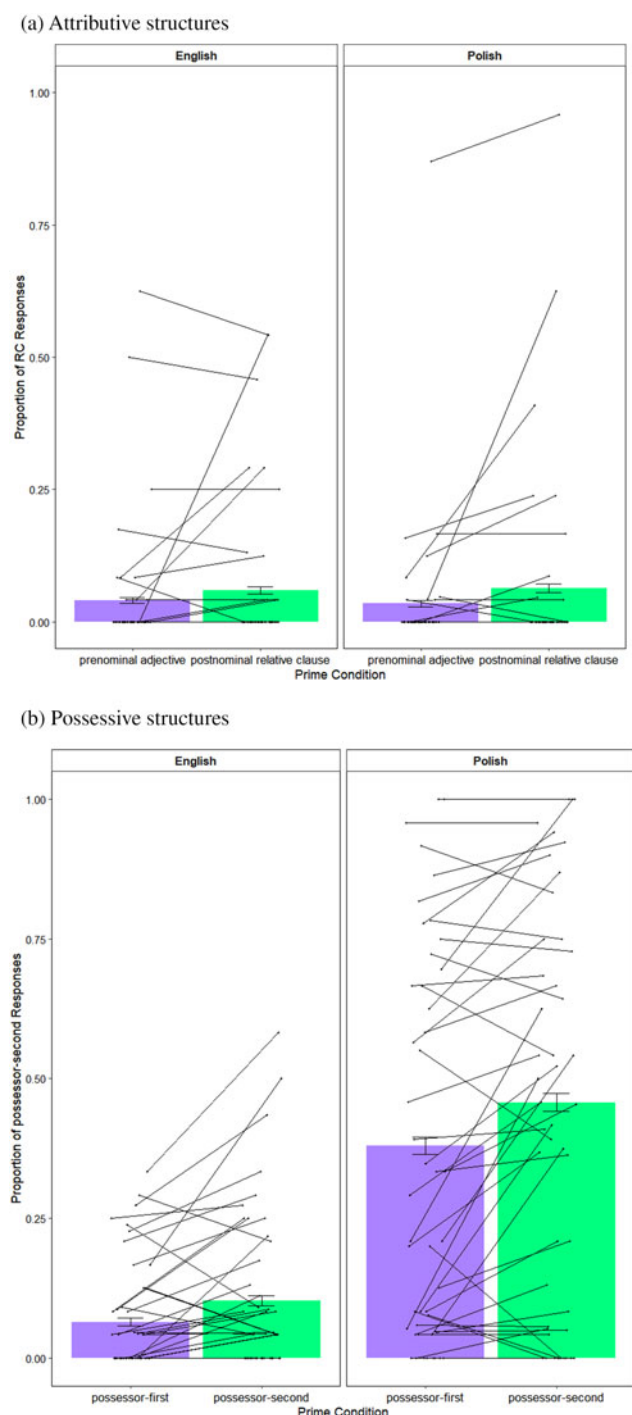 (a) Attributive structures
English
Polish
1.00
0.75
0.50
0.25
0.00
Proportion of RC Responses
prenominal adjective postnominal relative clause prenominal adjective postnominal relative clause
Prime Condition
(b) Possessive structures
English
Polish
1.00
0.75
0.50
0.25
0.00
Proportion of possessor-second Responses
possessor-first possessor-second possessor-first possessor-second
Prime Condition